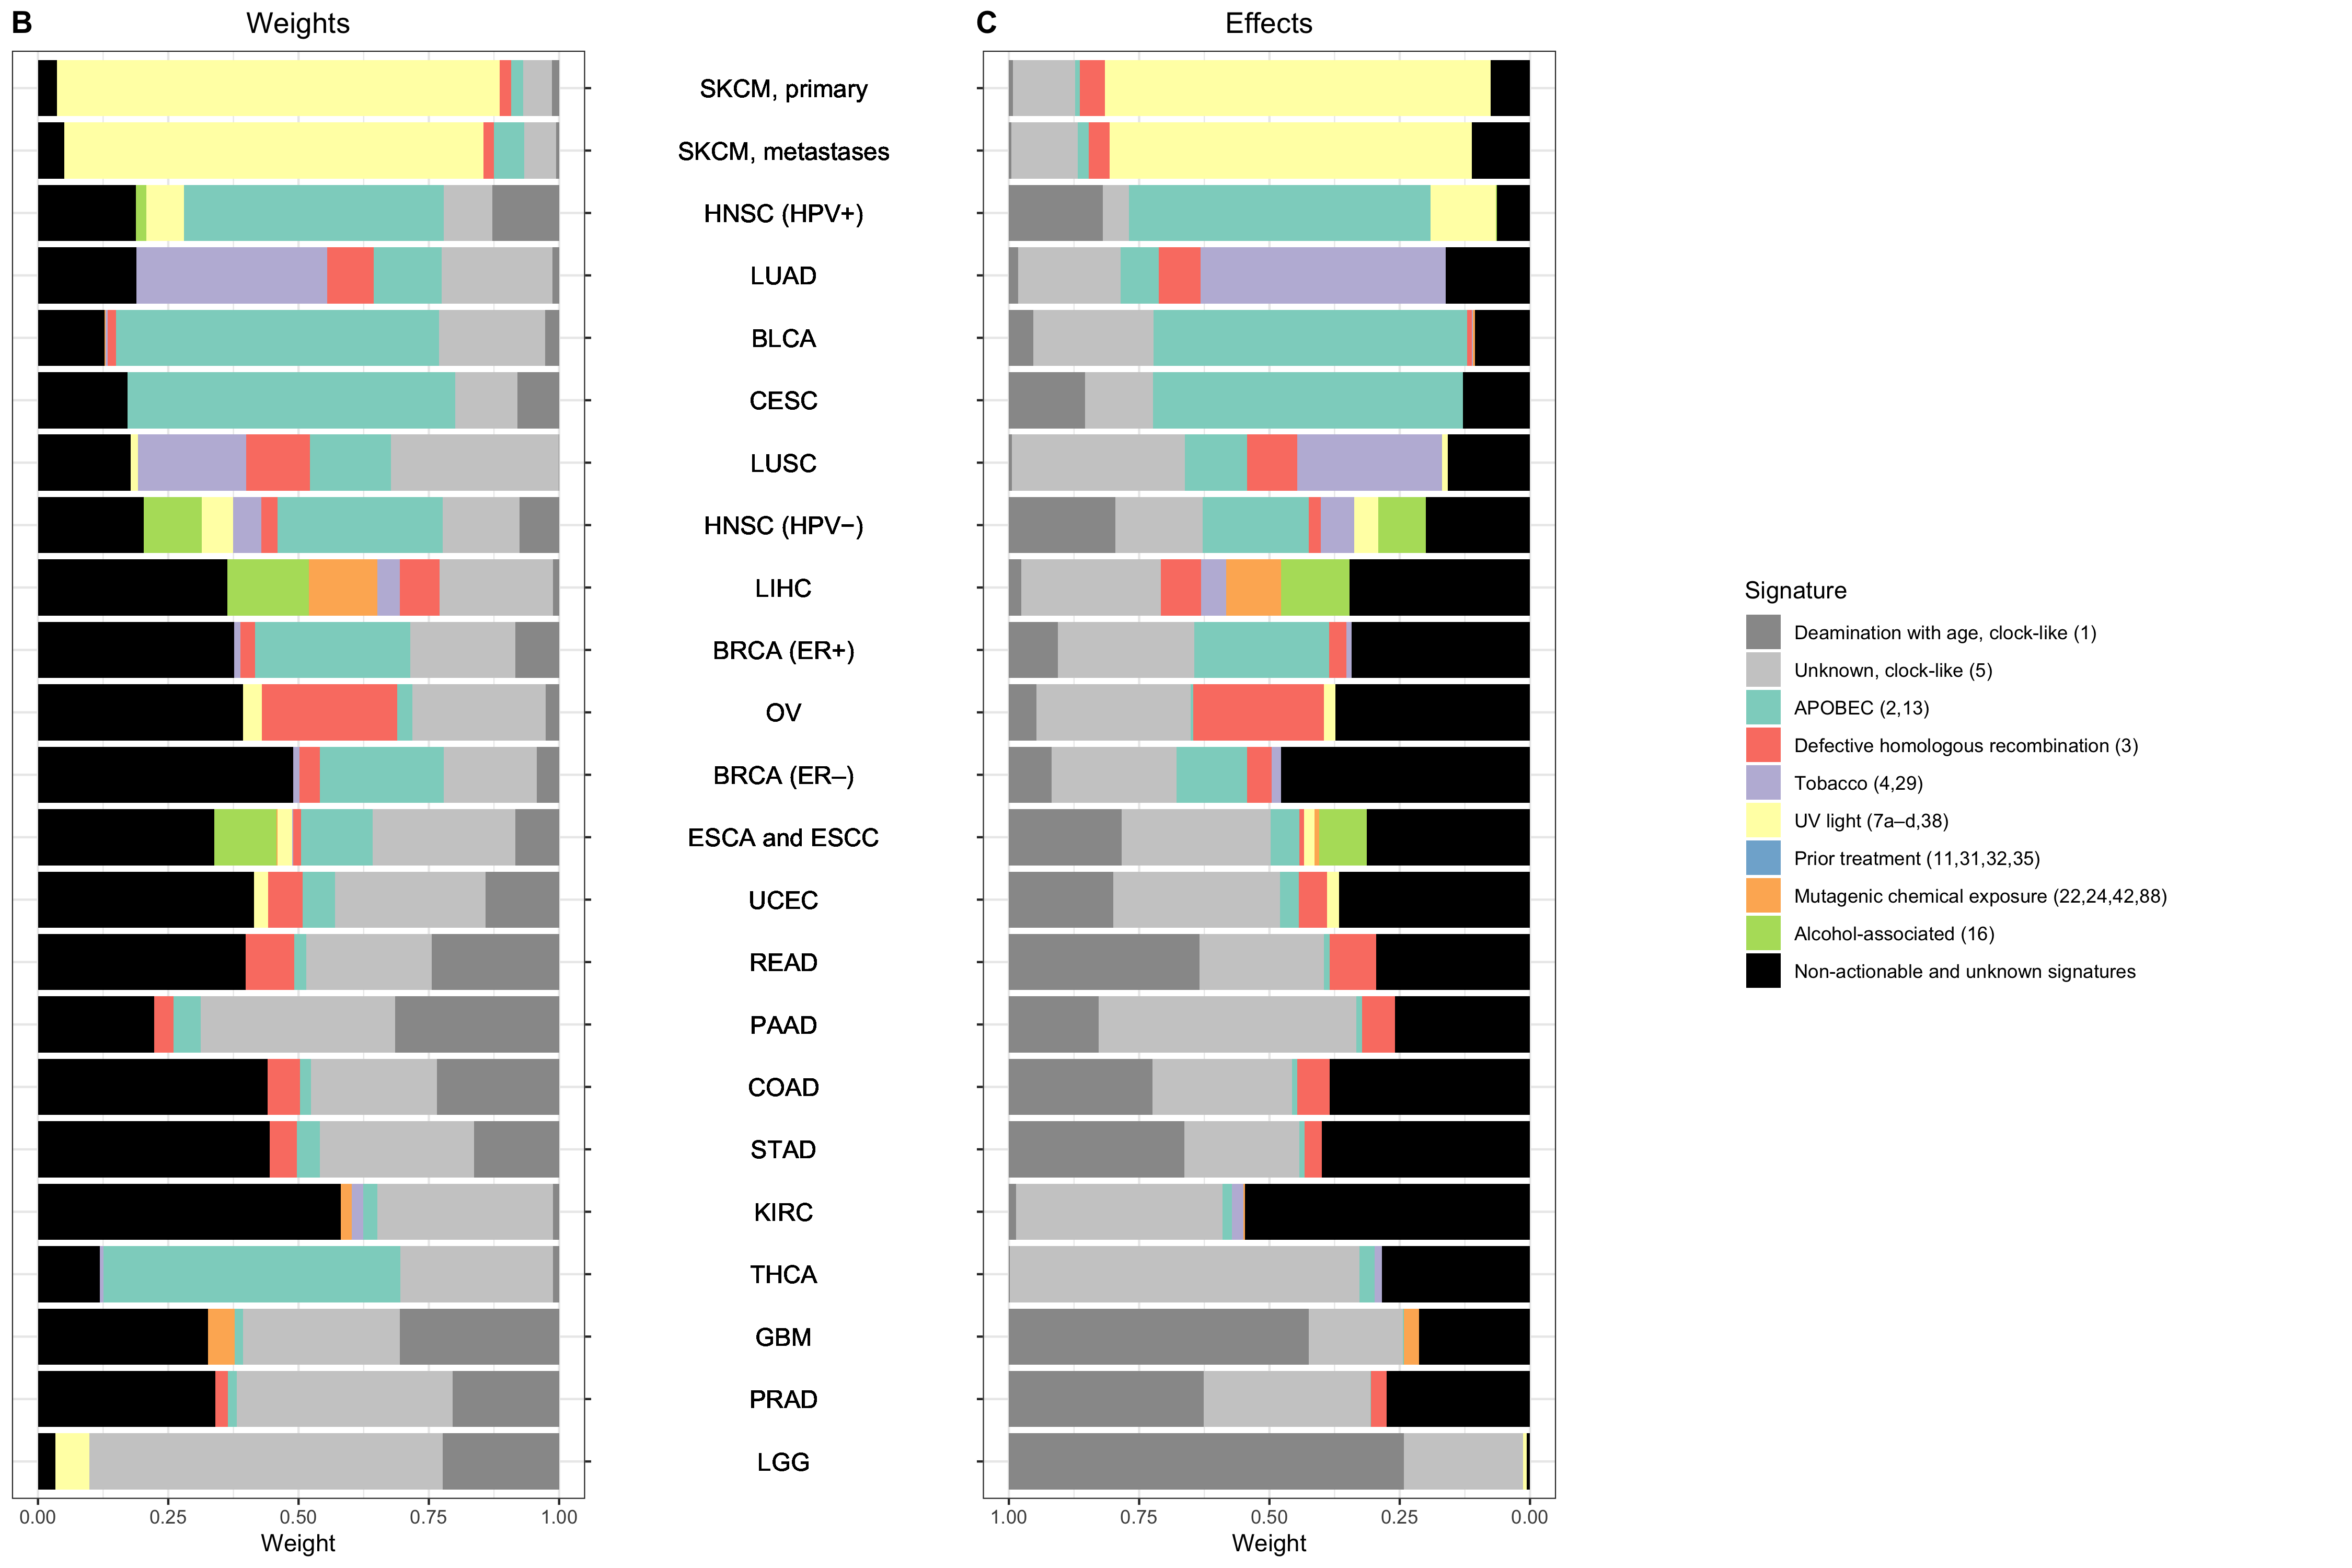 B
Weights
C
Effects
SKCM, primary
SKCM, metastases
HNSC (HPV+)
LUAD
BLCA
CESC
LUSC
HNSC (HPV−)
LIHC
BRCA (ER+)
OV
BRCA (ER–)
ESCA and ESCC
UCEC
READ
PAAD
COAD
STAD
KIRC
THCA
GBM
PRAD
LGG
0.00 0.25 0.50 0.75 1.00
Weight
1.00 0.75 0.50 0.25 0.00
Weight
Signature
Deamination with age, clock-like (1)
Unknown, clock-like (5)
APOBEC (2,13)
Defective homologous recombination (3)
Tobacco (4,29)
UV light (7a–d,38)
Prior treatment (11,31,32,35)
Mutagenic chemical exposure (22,24,42,88)
Alcohol-associated (16)
Non-actionable and unknown signatures